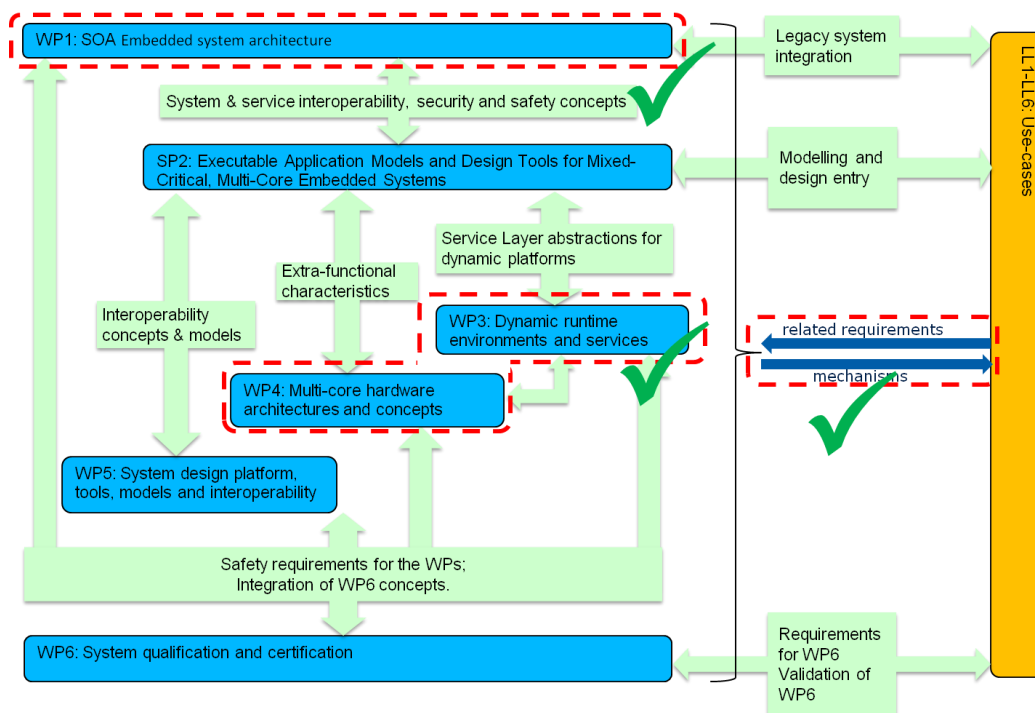 WP1: SOA Embedded system architecture
Legacy system
integration
LL1-LL6: Use-cases
System & service interoperability, security and safety concepts
SP2: Executable Application Models and Design Tools for Mixed-
Critical, Multi-Core Embedded Systems
Modelling and
design entry
Service Layer abstractions for
dynamic platforms
Extra-functional
characteristics
Interoperability
concepts & models
WP3: Dynamic runtime
environments and services
related requirements
mechanisms
WP4: Multi-core hardware
architectures and concepts
WP5: System design platform,
tools, models and interoperability
Safety requirements for the WPs;
Integration of WP6 concepts.
WP6: System qualification and certification
Requirements
for WP6
Validation of
WP6